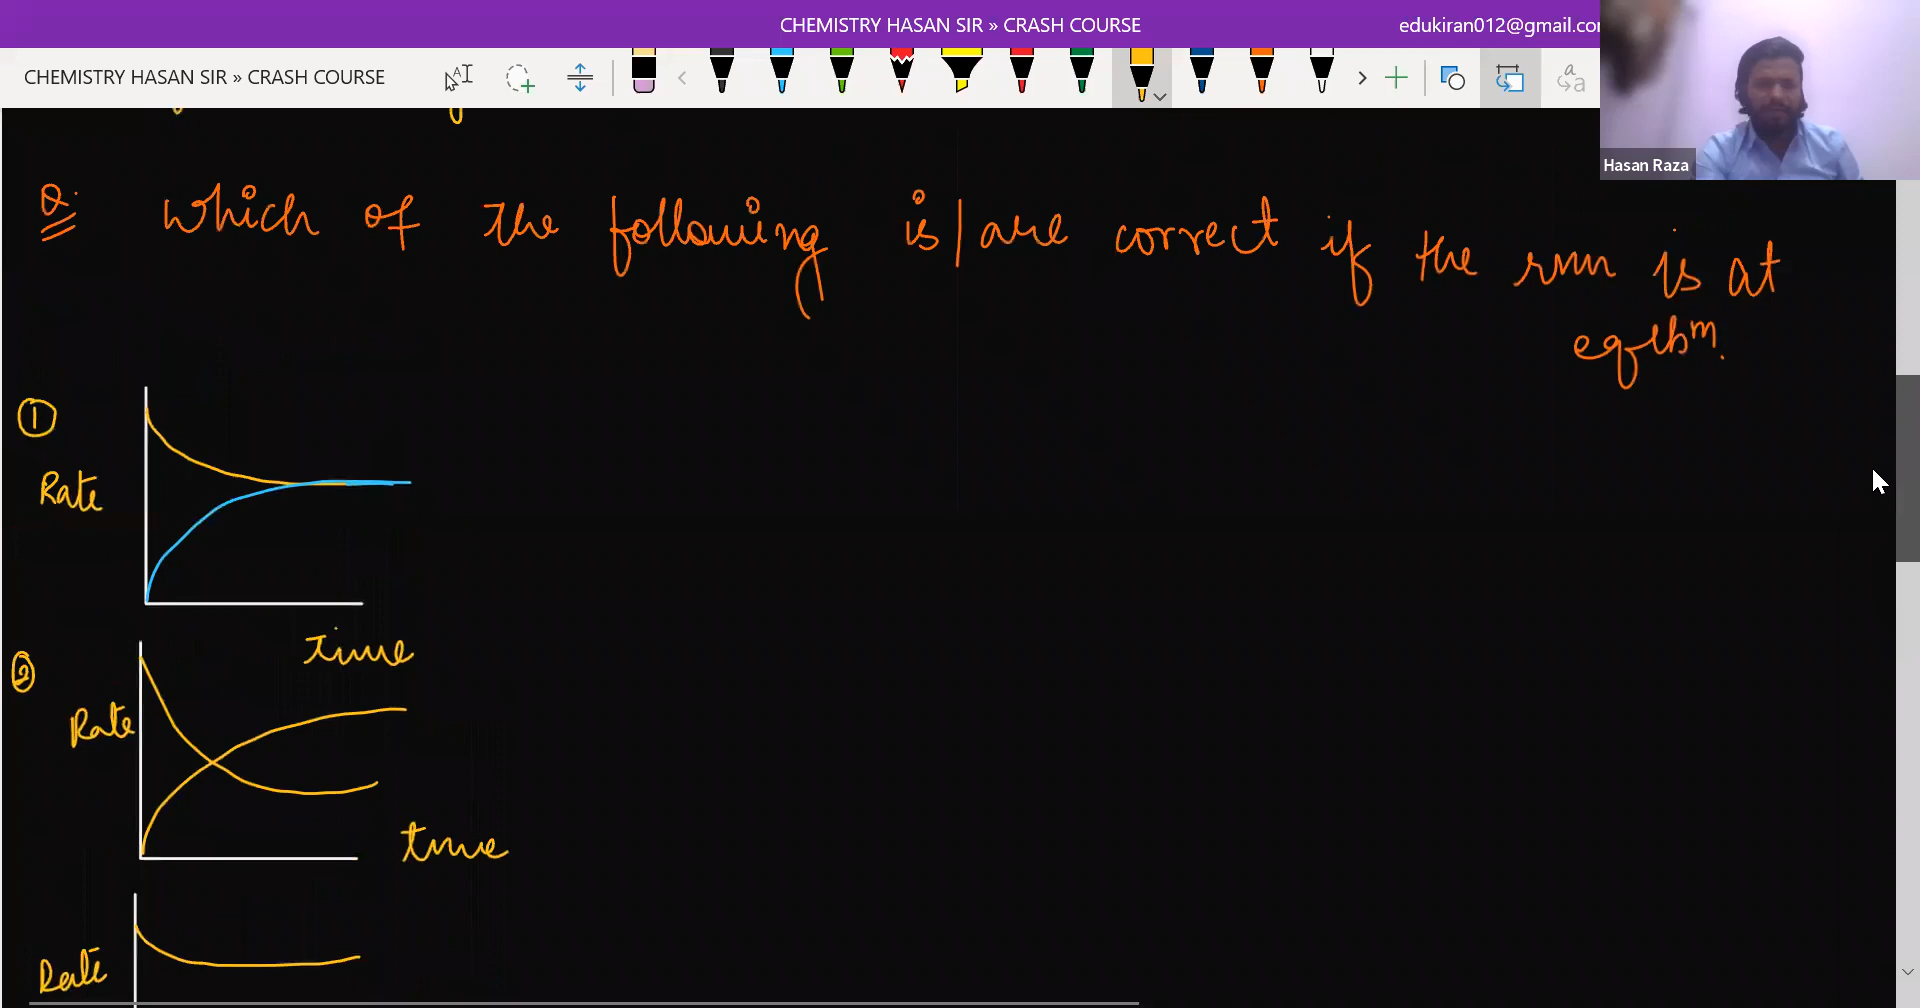 CHEMISTRY HASAN SIR » CRASH COURSE
edukiran012@gmail.co
CHEMISTRY HASAN SIR » CRASH COURSE
Hasan Raza
Q. which of the following is/are correct if the rxn is at
eqlbm.
①
Rate
time
②
Rate
time
Rate